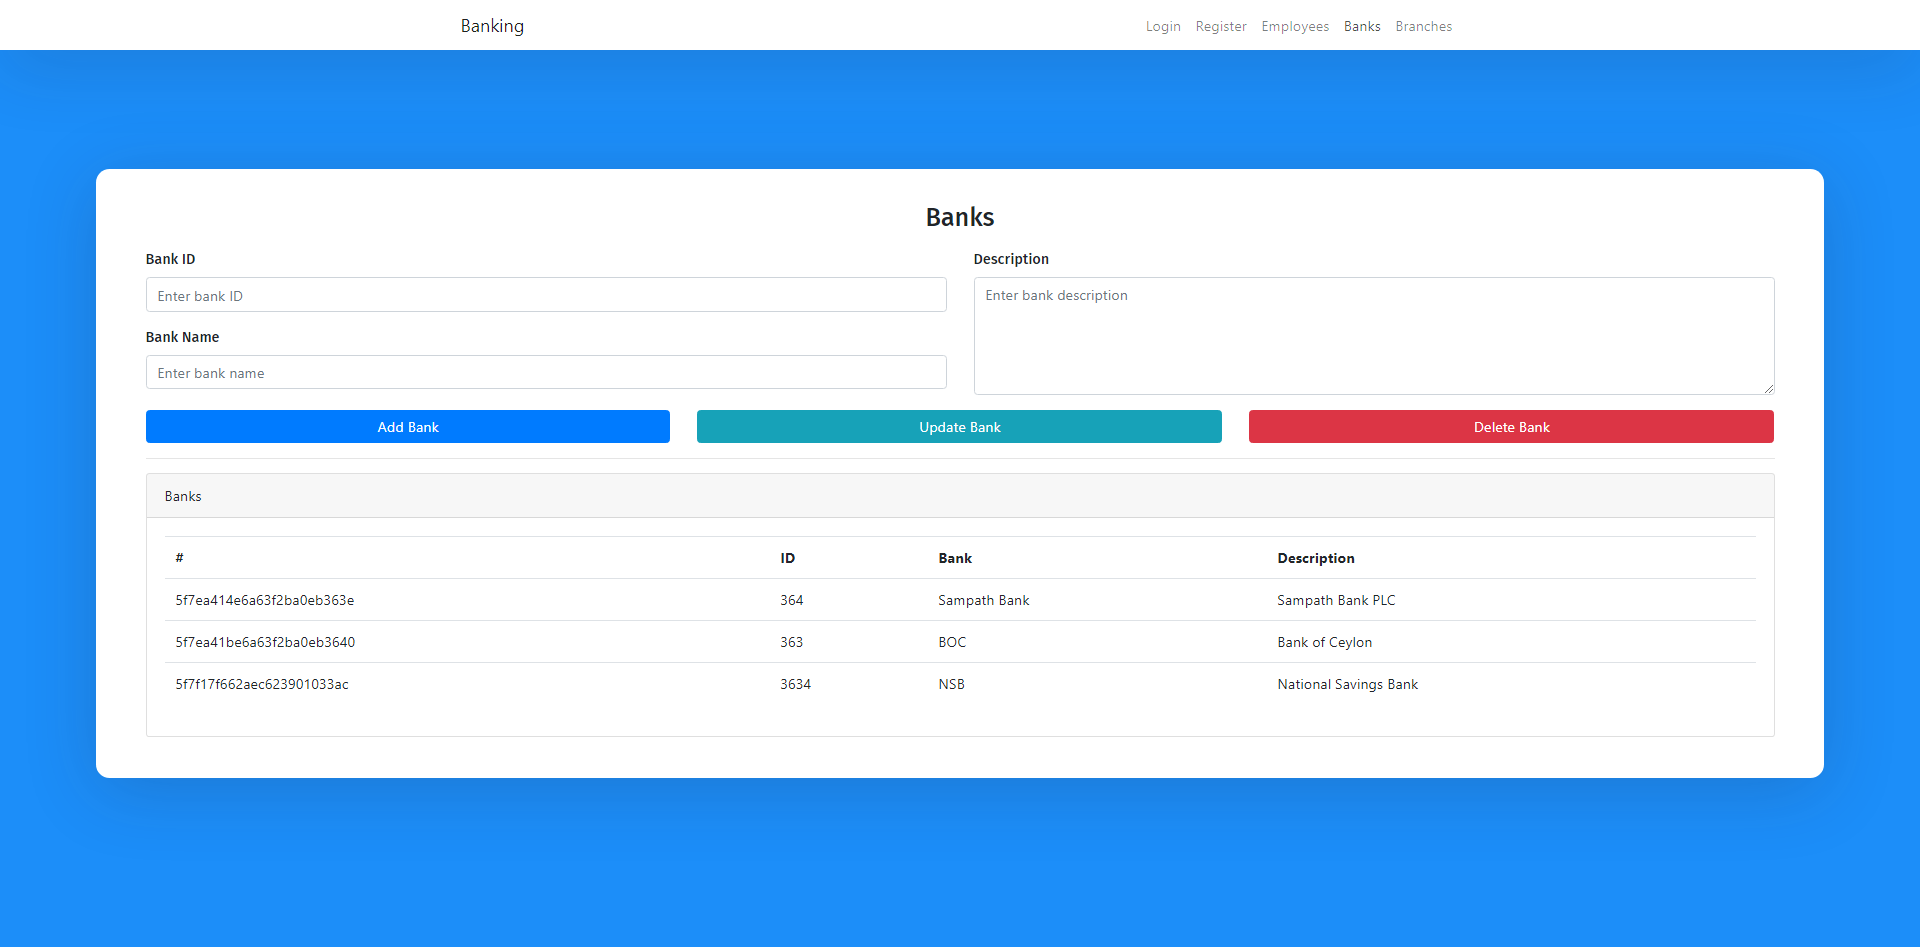 Banking
Login Register Employees Banks Branches
Banks
Bank ID
Enter bank ID
Bank Name
Enter bank name
Description
Enter bank description
Add Bank Update Bank Delete Bank
Banks
# ID Bank Description
5f7ea414e6a63f2ba0eb363e 364 Sampath Bank Sampath Bank PLC
5f7ea41be6a63f2ba0eb3640 363 BOC Bank of Ceylon
5f7f17f662aec623901033ac 3634 NSB National Savings Bank